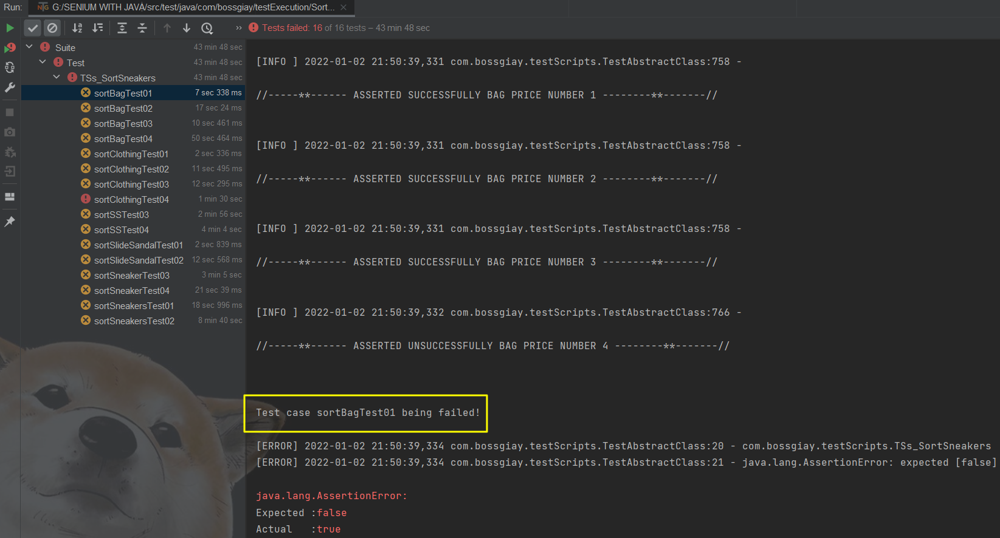 Run:
G:/SENIUM WITH JAVA/src/test/java/com/bossgiay/testExecution/Sort...
Tests failed: 16 of 16 tests – 43 min 48 sec
Suite 43 min 48 sec
Test 43 min 48 sec
TSs_SortSneakers 43 min 48 sec
sortBagTest01 7 sec 338 ms
sortBagTest02 17 sec 24 ms
sortBagTest03 10 sec 461 ms
sortBagTest04 50 sec 464 ms
sortClothingTest01 2 sec 336 ms
sortClothingTest02 11 sec 495 ms
sortClothingTest03 12 sec 295 ms
sortClothingTest04 1 min 30 sec
sortSSTest03 2 min 56 sec
sortSSTest04 4 min 4 sec
sortSlideSandalTest01 2 sec 839 ms
sortSlideSandalTest02 12 sec 568 ms
sortSneakerTest03 3 min 5 sec
sortSneakerTest04 21 sec 39 ms
sortSneakersTest01 18 sec 996 ms
sortSneakersTest02 8 min 40 sec
[INFO ] 2022-01-02 21:50:39,331 com.bossgiay.testScripts.TestAbstractClass:758 -
//-----**------ ASSERTED SUCCESSFULLY BAG PRICE NUMBER 1 --------**-------//
[INFO ] 2022-01-02 21:50:39,331 com.bossgiay.testScripts.TestAbstractClass:758 -
//-----**------ ASSERTED SUCCESSFULLY BAG PRICE NUMBER 2 --------**-------//
[INFO ] 2022-01-02 21:50:39,331 com.bossgiay.testScripts.TestAbstractClass:758 -
//-----**------ ASSERTED SUCCESSFULLY BAG PRICE NUMBER 3 --------**-------//
[INFO ] 2022-01-02 21:50:39,332 com.bossgiay.testScripts.TestAbstractClass:766 -
//-----**------ ASSERTED UNSUCCESSFULLY BAG PRICE NUMBER 4 --------**-------//
Test case sortBagTest01 being failed!
[ERROR] 2022-01-02 21:50:39,334 com.bossgiay.testScripts.TestAbstractClass:20 - com.bossgiay.testScripts.TSs_SortSneakers
[ERROR] 2022-01-02 21:50:39,334 com.bossgiay.testScripts.TestAbstractClass:21 - java.lang.AssertionError: expected [false]
java.lang.AssertionError:
Expected :false
Actual :true